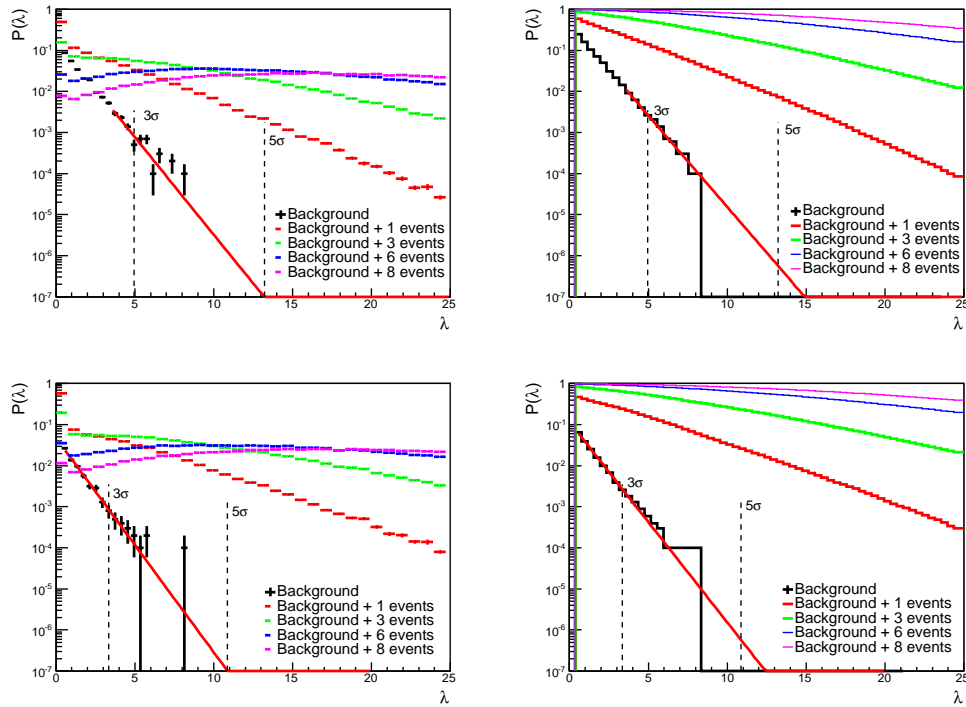 P(λ)
1
10-1
10-2
10-3
10-4
10-5
10-6
10-7
3σ
5σ
Background
Background + 1 events
Background + 3 events
Background + 6 events
Background + 8 events
0 5 10 15 20 25
λ
P(λ)
1
10-1
10-2
10-3
10-4
10-5
10-6
10-7
3σ
5σ
Background
Background + 1 events
Background + 3 events
Background + 6 events
Background + 8 events
0 5 10 15 20 25
λ
P(λ)
1
10-1
10-2
10-3
10-4
10-5
10-6
10-7
3σ
5σ
Background
Background + 1 events
Background + 3 events
Background + 6 events
Background + 8 events
0 5 10 15 20 25
λ
P(λ)
1
10-1
10-2
10-3
10-4
10-5
10-6
10-7
3σ
5σ
Background
Background + 1 events
Background + 3 events
Background + 6 events
Background + 8 events
0 5 10 15 20 25
λ